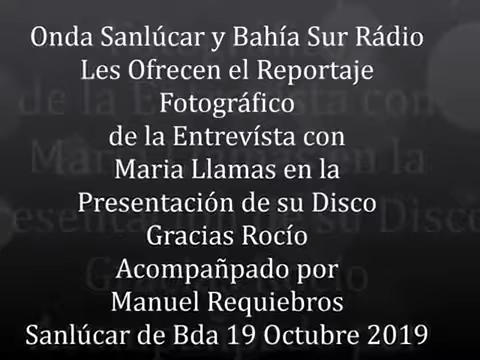 Onda Sanlúcar y Bahía Sur Rádio
Les Ofrecen el Reportaje
Fotográfico
de la Entrevísta con
Maria Llamas en la
Presentación de su Disco
Gracias Rocío
Acompañpado por
Manuel Requiebros
Sanlúcar de Bda 19 Octubre 2019